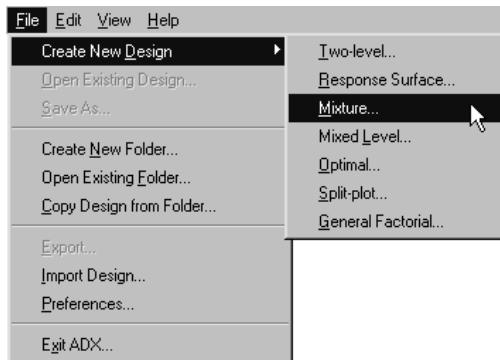 File Edit View Help
Create New Design
Open Existing Design...
Save As...
Create New Folder...
Open Existing Folder...
Copy Design from Folder...
Export...
Import Design...
Preferences...
Exit ADX...
Two-level...
Response Surface...
Mixture...
Mixed Level...
Optimal...
Split-plot...
General Factorial...